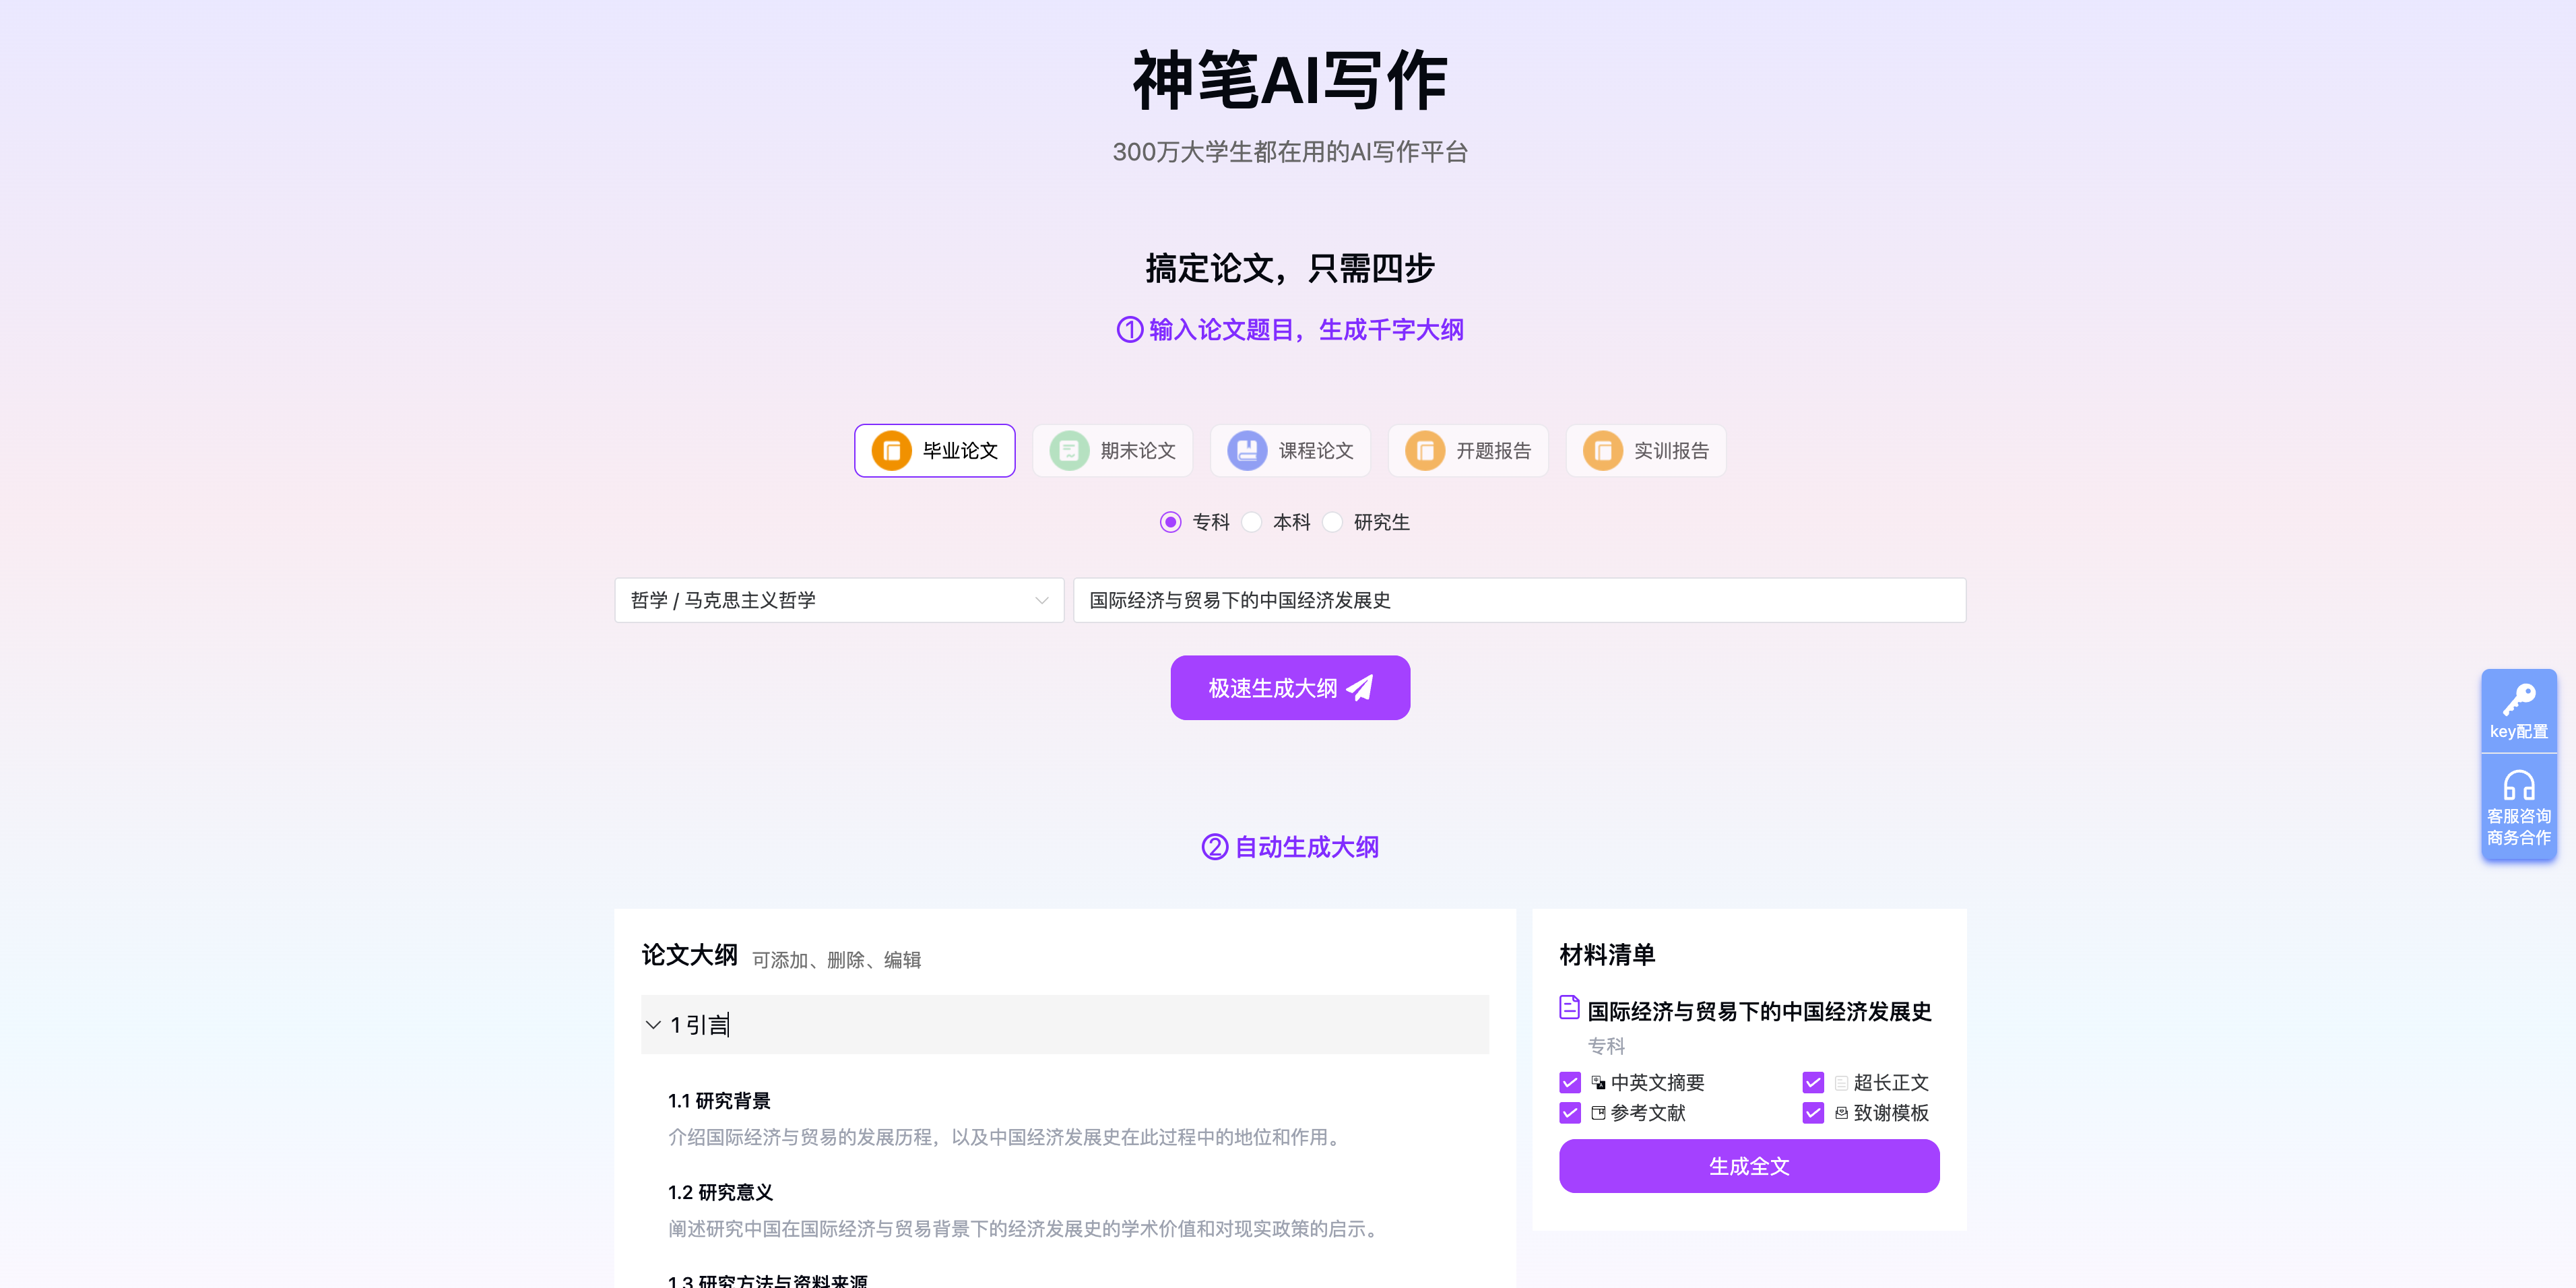 神笔AI写作
300万大学生都在用的AI写作平台
搞定论文，只需四步
① 输入论文题目，生成千字大纲
毕业论文
期末论文
课程论文
开题报告
实训报告
专科
本科
研究生
哲学 / 马克思主义哲学
国际经济与贸易下的中国经济发展史
极速生成大纲
key配置
客服咨询
商务合作
② 自动生成大纲
论文大纲 可添加、删除、编辑
1 引言
1.1 研究背景
介绍国际经济与贸易的发展历程，以及中国经济发展史在此过程中的地位和作用。
1.2 研究意义
阐述研究中国在国际经济与贸易背景下的经济发展史的学术价值和对现实政策的启示。
1.3 研究方法与资料来源
材料清单
国际经济与贸易下的中国经济发展史
专科
中英文摘要
超长正文
参考文献
致谢模板
生成全文